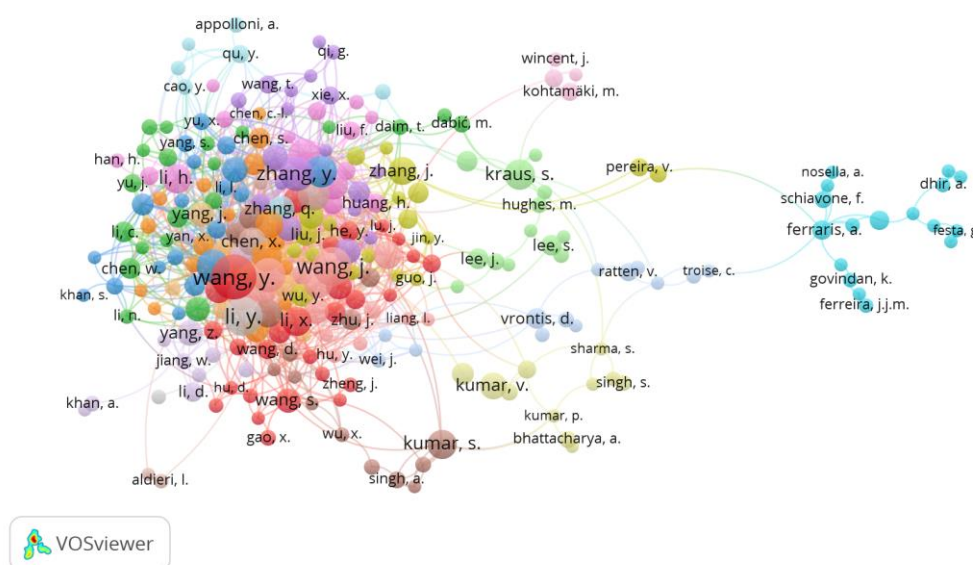 appolloni, a.
qu, y.
qi, g.
wincent, j.
cao, y.
wang, t.
xie, x.
kohtamäki, m.
yu, x.
chen, c.-l.
liu, f.
daim, t.
dabić, m.
yang, s.
chen, s.
han, h.
yu, j.
li, h.
li, l.
zhang, y.
zhang, j.
kraus, s.
pereira, v.
nosella, a.
dhir, a.
schiavone, f.
yang, j.
zhang, q.
huang, h.
hughes, m.
li, c.
yan, x.
chen, x.
liu, j.
he, y.
lu, j.
jin, y.
lee, s.
ferraris, a.
festa, g
chen, w.
wang, y.
wang, j.
guo, j.
lee, j.
ratten, v.
troise, c.
govindan, k.
khan, s.
wu, y.
ferreira, j.j.m.
li, n.
li, y.
li, x.
zhu, j.
liang, l.
vrontis, d.
yang, z.
wang, d.
hu, y.
wei, j.
sharma, s.
jiang, w.
li, d.
hu, d.
zheng, j.
kumar, v.
singh, s.
khan, a.
wang, s.
kumar, p.
gao, x.
wu, x.
kumar, s.
bhattacharya, a.
aldieri, l.
singh, a.
VOSviewer